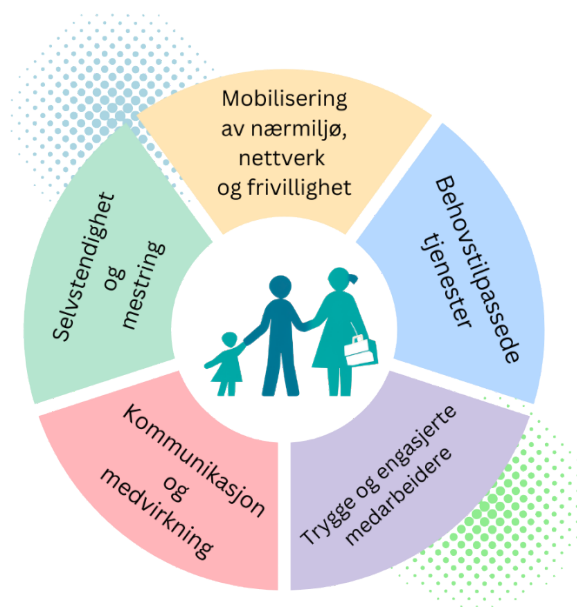 Mobilisering
av nærmiljø,
nettverk
og frivillighet
Behovstilpassede
tjenester
Trygge og engasjerte
medarbeidere
Kommunikasjon
og
medvirkning
Selvstendighet
og
mestring